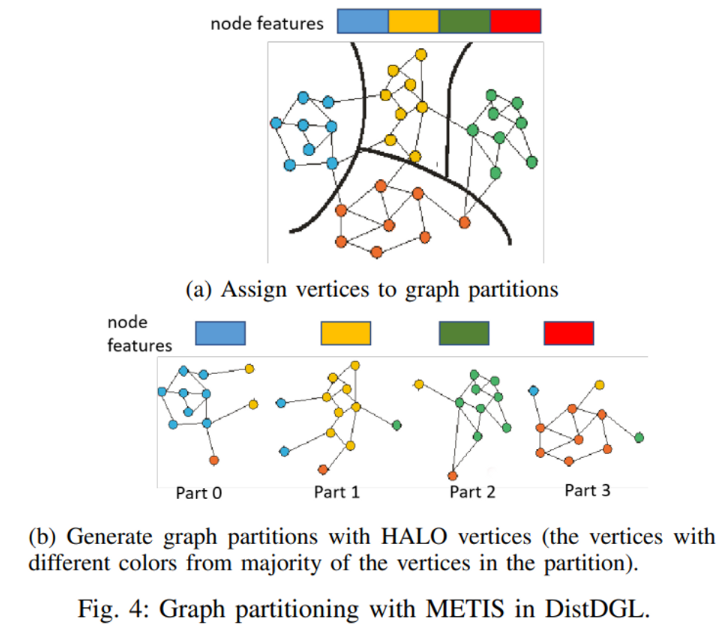 node features
(a) Assign vertices to graph partitions
node
features
Part 0 Part 1 Part 2 Part 3
(b) Generate graph partitions with HALO vertices (the vertices with
different colors from majority of the vertices in the partition).
Fig. 4: Graph partitioning with METIS in DistDGL.